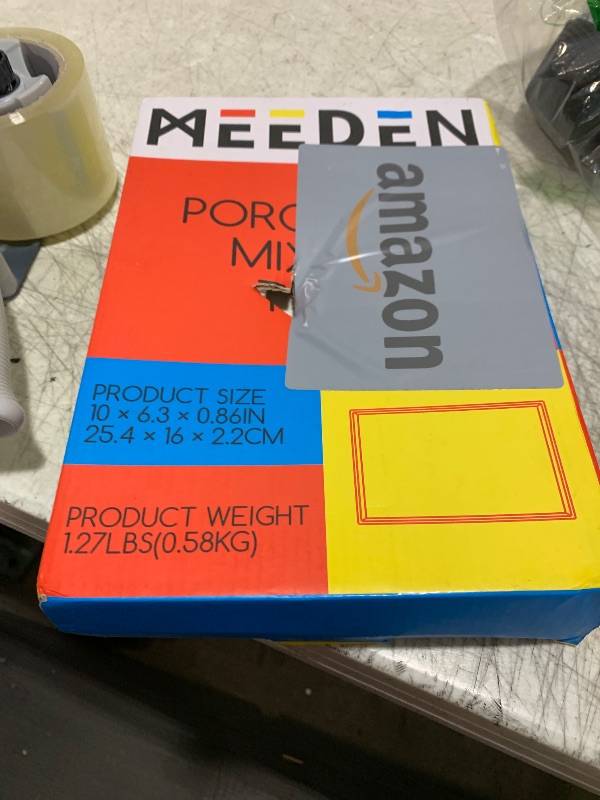 MEEDEN
amazon
PORC
MIX
PRODUCT SIZE
10 × 6.3 × 0.86IN
25.4 × 16 × 2.2CM
PRODUCT WEIGHT
1.27LBS(0.58KG)